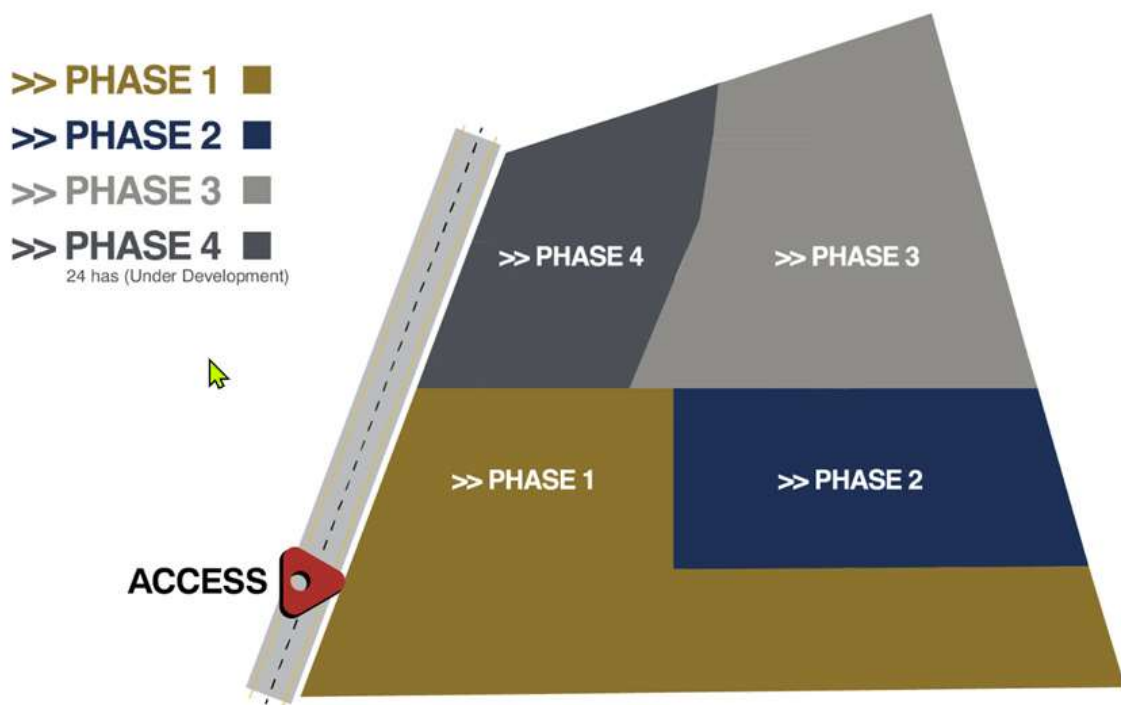 >> PHASE 1
>> PHASE 2
>> PHASE 3
>> PHASE 4
24 has (Under Development)
>> PHASE 4
>> PHASE 3
>> PHASE 1
>> PHASE 2
ACCESS